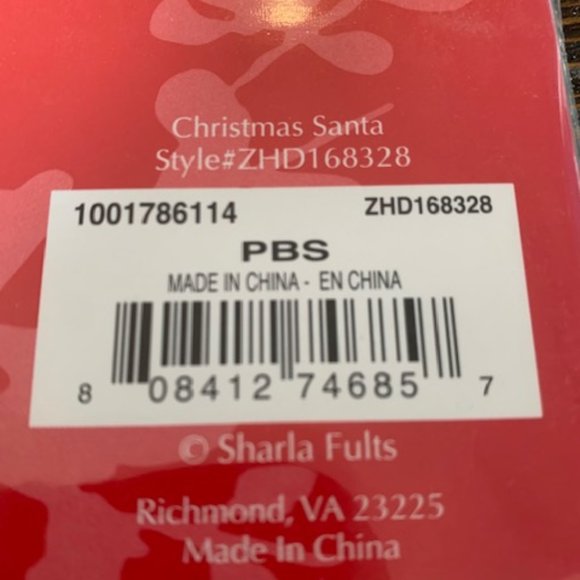 Christmas Santa
Style#ZHD168328
1001786114 ZHD168328
PBS
MADE IN CHINA - EN CHINA
8 08412 74685 7
© Sharla Fults
Richmond, VA 23225
Made In China